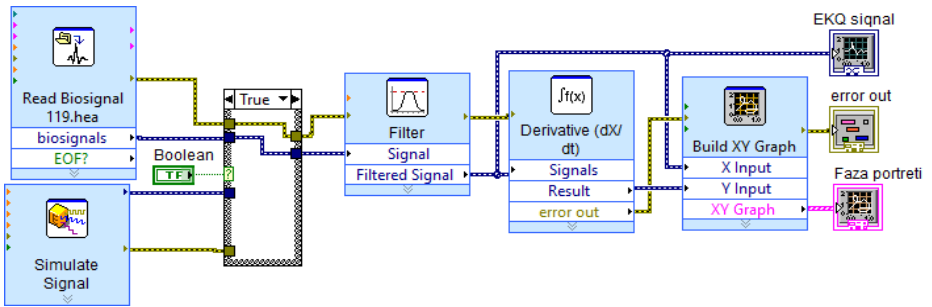 Read Biosignal
119.hea
biosignals
EOF?
Boolean
TF
?
Simulate
Signal
True
Filter
Signal
Filtered Signal
∫f(x)
Derivative (dX/
dt)
Signals
Result
error out
Build XY Graph
X Input
Y Input
XY Graph
EKQ siqnal
error out
Faza portreti